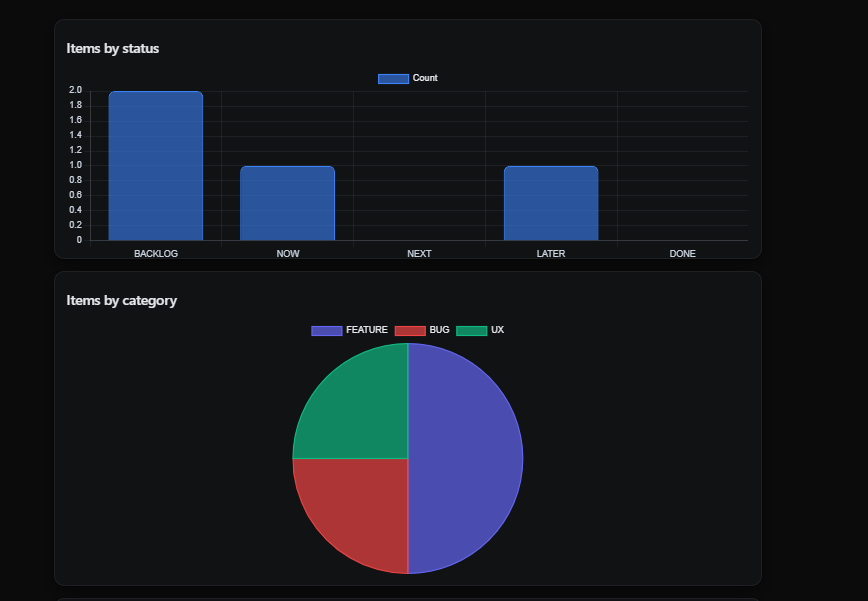 Items by status
Count
2.0
1.8
1.6
1.4
1.2
1.0
0.8
0.6
0.4
0.2
0
BACKLOG NOW NEXT LATER DONE
Items by category
FEATURE BUG UX